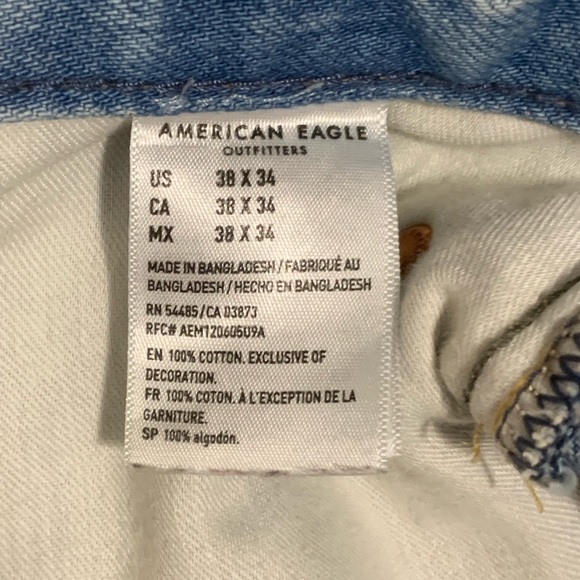 AMERICAN EAGLE
OUTFITTERS
US 38 X 34
CA 38 X 34
MX 38 X 34
MADE IN BANGLADESH / FABRIQUÉ AU
BANGLADESH / HECHO EN BANGLADESH
RN 54485 / CA 03873
RFC# AEM120605U9A
EN 100% COTTON. EXCLUSIVE OF
DECORATION.
FR 100% COTON. À L'EXCEPTION DE LA
GARNITURE.
SP 100% algodón.